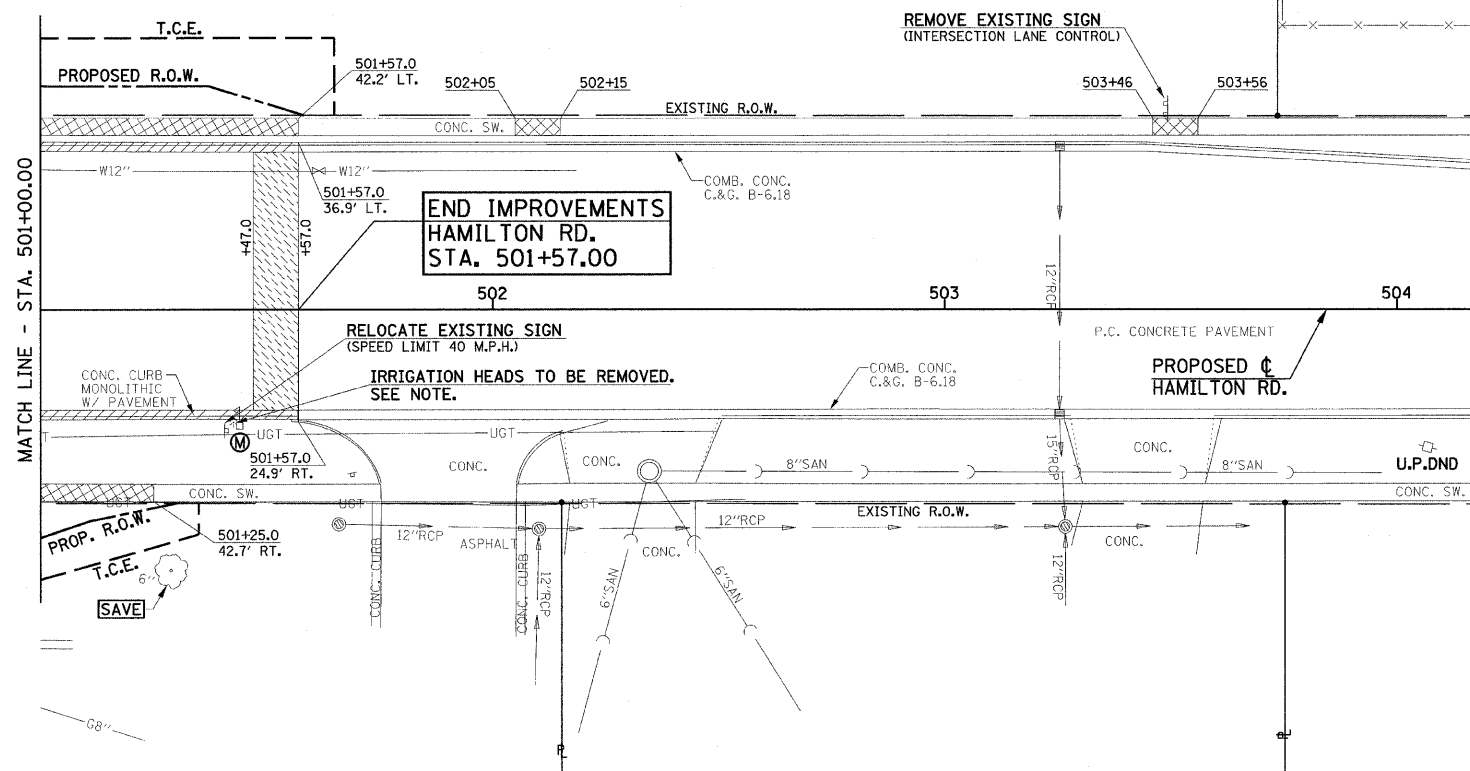 T.C.E.
PROPOSED R.O.W.
501+57.0
42.2' LT.
502+05
502+15
EXISTING R.O.W.
REMOVE EXISTING SIGN
(INTERSECTION LANE CONTROL)
503+46
503+56
CONC. SW.
W12"
W12"
501+57.0
36.9' LT.
COMB. CONC.
C.&G. B-6.18
MATCH LINE - STA. 501+00.00
+47.0
+57.0
END IMPROVEMENTS
HAMILTON RD.
STA. 501+57.00
12"RCP
502
503
504
RELOCATE EXISTING SIGN
(SPEED LIMIT 40 M.P.H.)
P.C. CONCRETE PAVEMENT
PROPOSED ℄
HAMILTON RD.
CONC. CURB
MONOLITHIC
W/ PAVEMENT
IRRIGATION HEADS TO BE REMOVED.
SEE NOTE.
COMB. CONC.
C.&G. B-6.18
T
M
UGT
UGT
501+57.0
24.9' RT.
CONC.
CONC.
8"SAN
15"RCP
CONC.
8"SAN
U.P.DND
CONC. SW.
CONC. SW.
UGT
UGT
UGT
EXISTING R.O.W.
PROP. R.O.W.
501+25.0
42.7' RT.
12"RCP
ASPHALT
12"RCP
CONC.
CONC.
T.C.E.
6"
SAVE
CONC. CURB
CONC. CURB
12"RCP
6"SAN
6"SAN
12"RCP
G8"
PL
PL